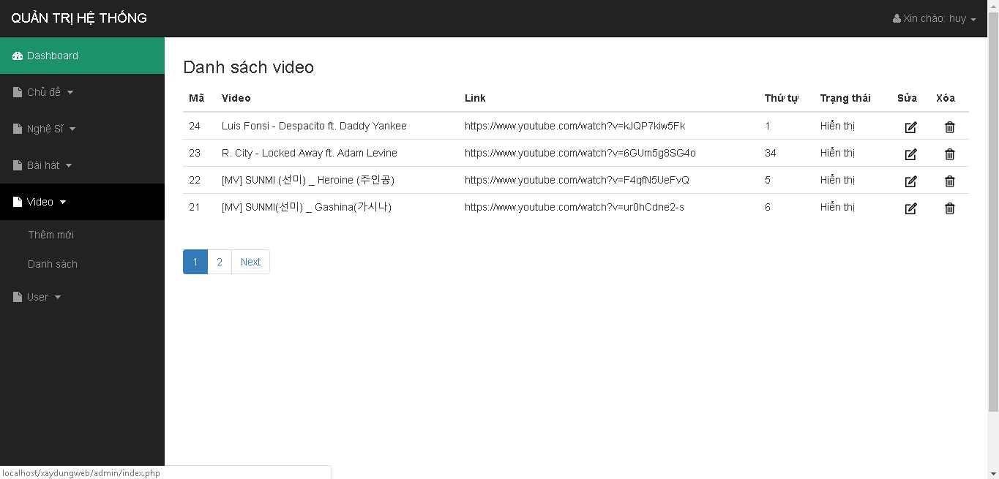 QUẢN TRỊ HỆ THỐNG
Xin chào: huy
Dashboard
Chủ đề
Nghệ Sĩ
Bài hát
Video
Thêm mới
Danh sách
User
Danh sách video
Mã Video Link Thứ tự Trạng thái Sửa Xóa
24 Luis Fonsi - Despacito ft. Daddy Yankee https://www.youtube.com/watch?v=kJQP7kiw5Fk 1 Hiển thị
23 R. City - Locked Away ft. Adam Levine https://www.youtube.com/watch?v=6GUm5g8SG4o 34 Hiển thị
22 [MV] SUNMI (선미) _ Heroine (주인공) https://www.youtube.com/watch?v=F4qfN5UeFvQ 5 Hiển thị
21 [MV] SUNMI(선미) _ Gashina(가시나) https://www.youtube.com/watch?v=ur0hCdne2-s 6 Hiển thị
1 2 Next
localhost/xaydungweb/admin/index.php